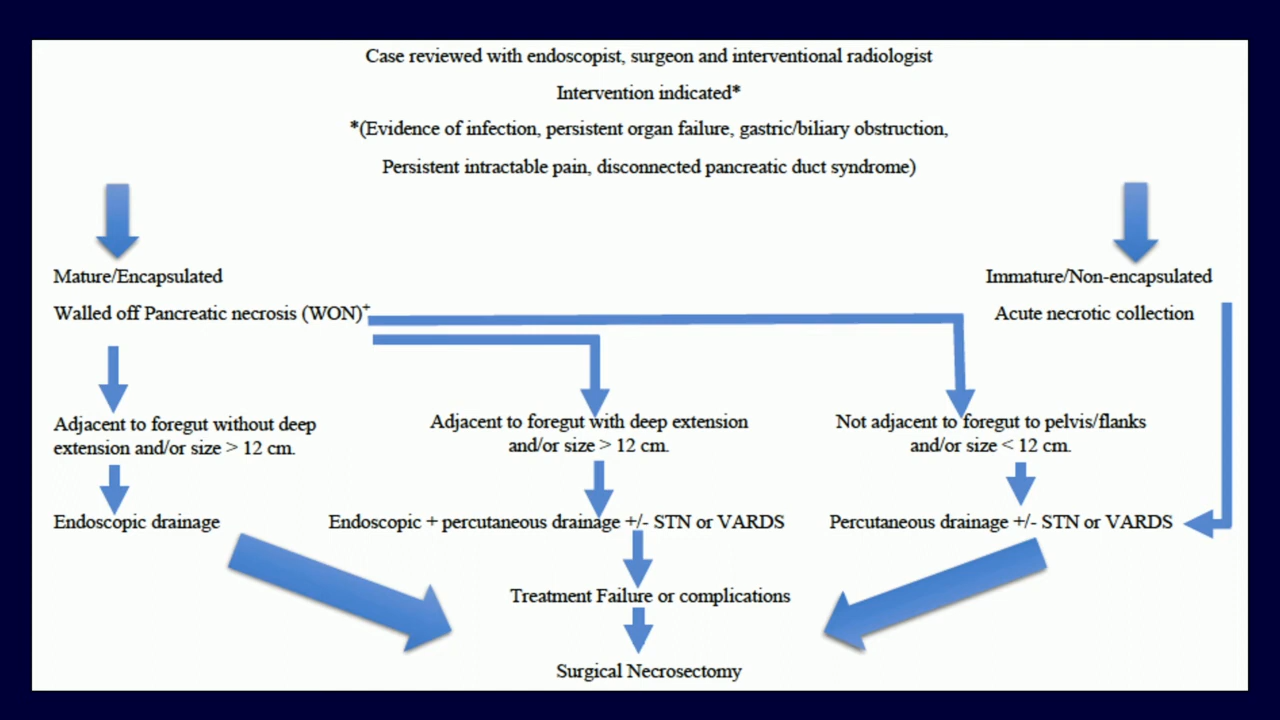 Case reviewed with endoscopist, surgeon and interventional radiologist
Intervention indicated*
*(Evidence of infection, persistent organ failure, gastric/biliary obstruction,
Persistent intractable pain, disconnected pancreatic duct syndrome)
Mature/Encapsulated
Walled off Pancreatic necrosis (WON)+
Immature/Non-encapsulated
Acute necrotic collection
Adjacent to foregut without deep
extension and/or size > 12 cm.
Adjacent to foregut with deep extension
and/or size > 12 cm.
Not adjacent to foregut to pelvis/flanks
and/or size < 12 cm.
Endoscopic drainage
Endoscopic + percutaneous drainage +/- STN or VARDS
Percutaneous drainage +/- STN or VARDS
Treatment Failure or complications
Surgical Necrosectomy